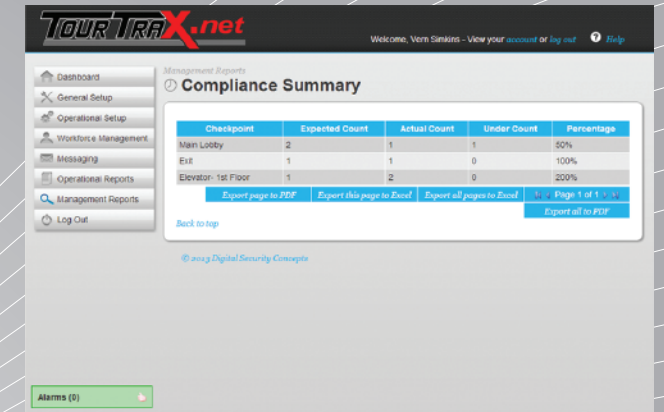 TOURTRAX.net
Welcome, Vern Simkins - View your account or log out ? Help
Dashboard
General Setup
Operational Setup
Workforce Management
Messaging
Operational Reports
Management Reports
Log Out
Management Reports
Compliance Summary
Checkpoint Expected Count Actual Count Under Count Percentage
Main Lobby 2 1 1 50%
Exit 1 1 0 100%
Elevator- 1st Floor 1 2 0 200%
Export page to PDF Export this page to Excel Export all pages to Excel Page 1 of 1
Export all to PDF
Back to top
© 2013 Digital Security Concepts
Alarms (0)